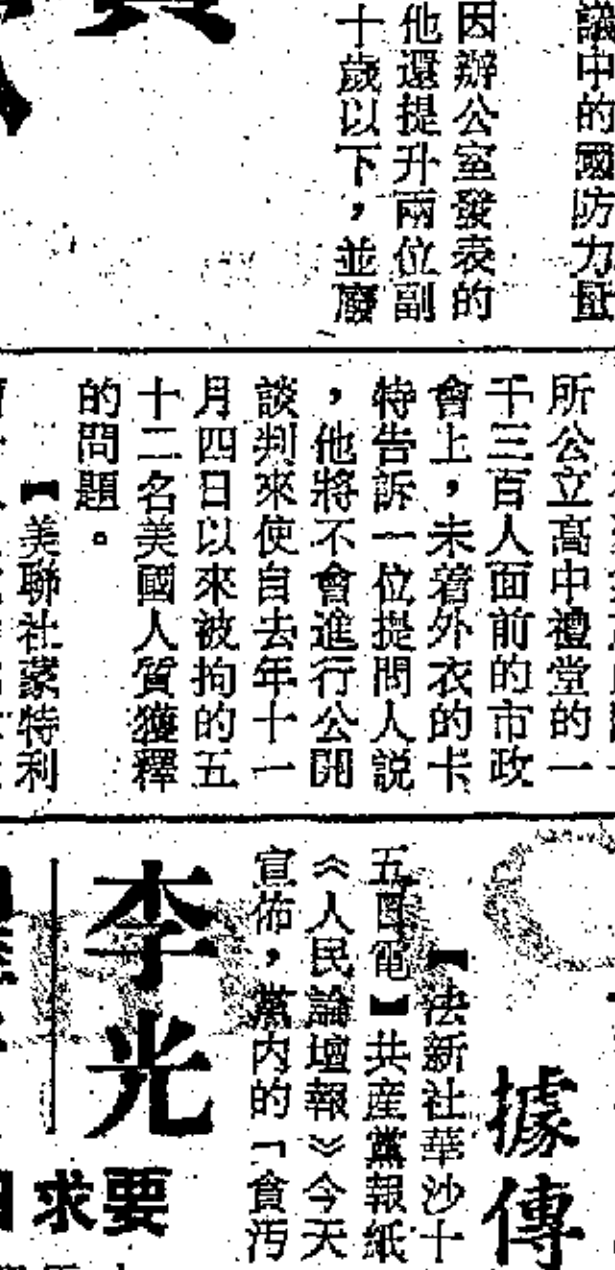 議中的國防力量
因辦公室發表的
他還提升兩位副
十歲以下，並廢
所公立高中禮堂的一
千三百人面前的市政
會上，未着外衣的卡
特告訴一位提問人説
，他將不會進行公開
談判來使自去年十一
月四日以來被拘的五
十二名美國人質獲釋
的問題。
【美聯社蒙特利
據傳
【法新社華沙十
五日電】共産黨報紙
《人民論壇報》今天
宣佈，黨內的「貪污
李光
要求